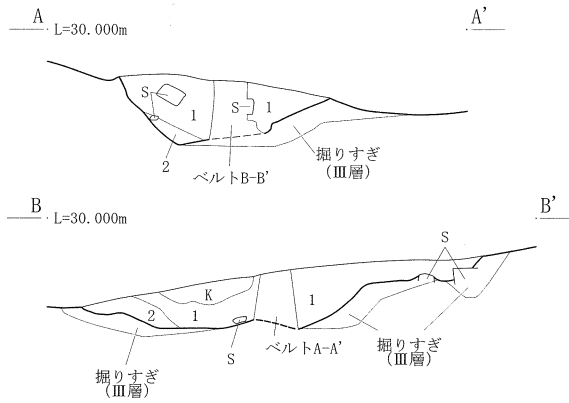 A L=30.000m A'
S
1 S 1
2
ベルトB-B'
掘りすぎ
(Ⅲ層)
B L=30.000m B'
S
K
2 1 1
S
ベルトA-A'
掘りすぎ
(Ⅲ層)
掘りすぎ
(Ⅲ層)